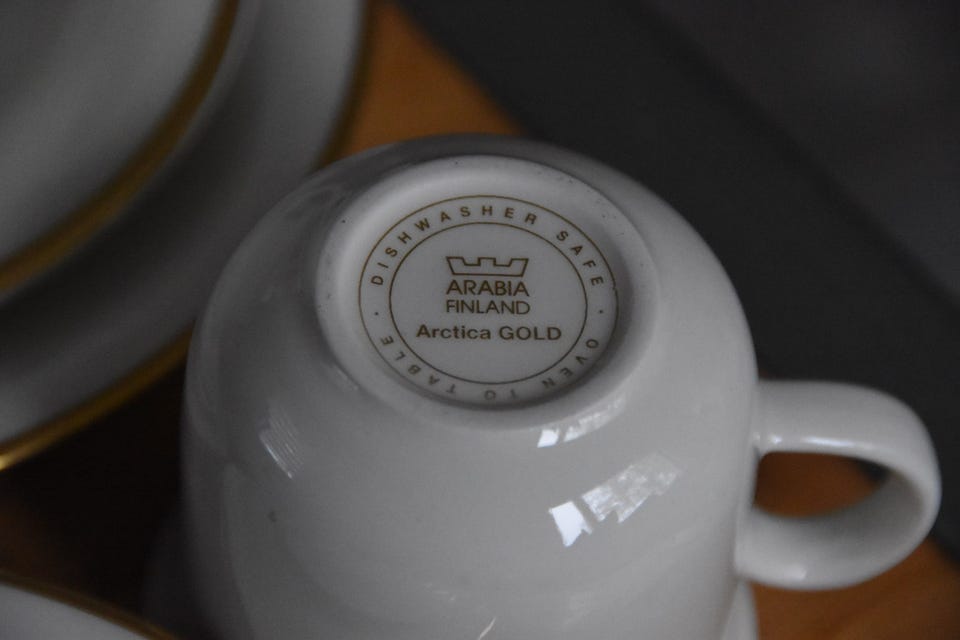 DISHWASHER SAFE · OVEN TO TABLE ·
ARABIA
FINLAND
Arctica GOLD